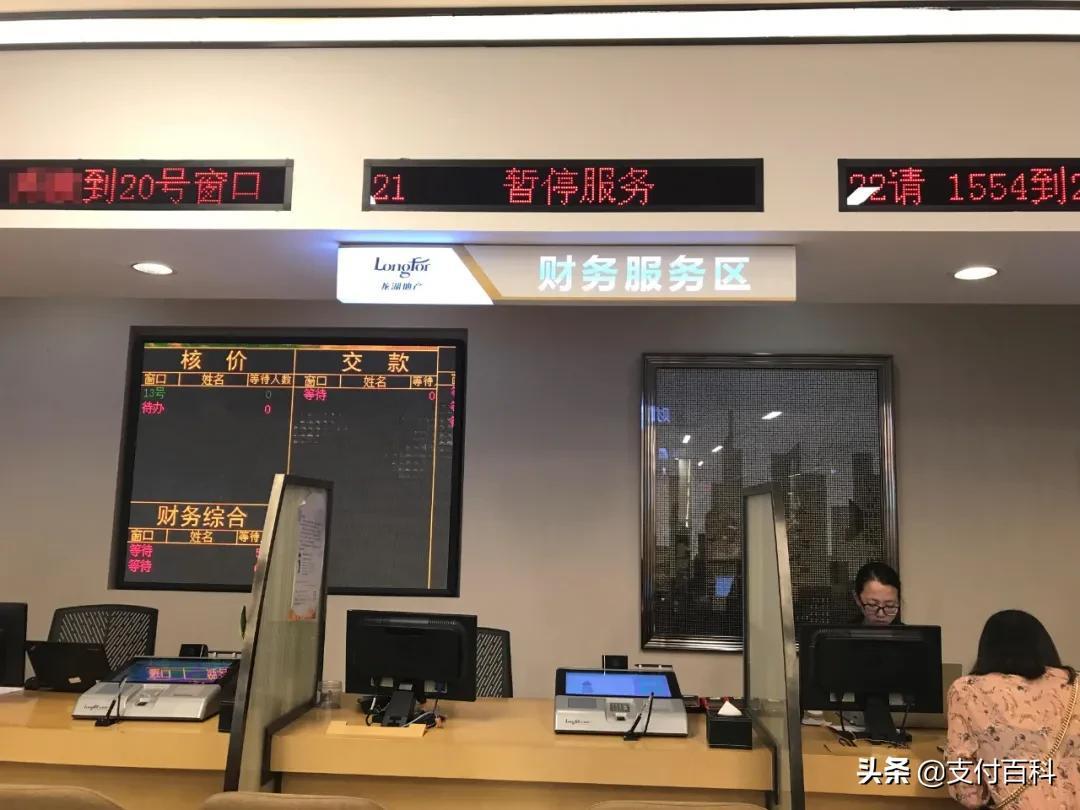 到20号窗口
21 暂停服务
22请 1554到2
Longfor
龙湖地产
财务服务区
核价 交款
窗口 姓名 等待人数 窗口 姓名 等待
13号 0 等待 0
待办 0
财务综合
窗口 姓名 等待
等待
等待
窗口
头条 @支付百科